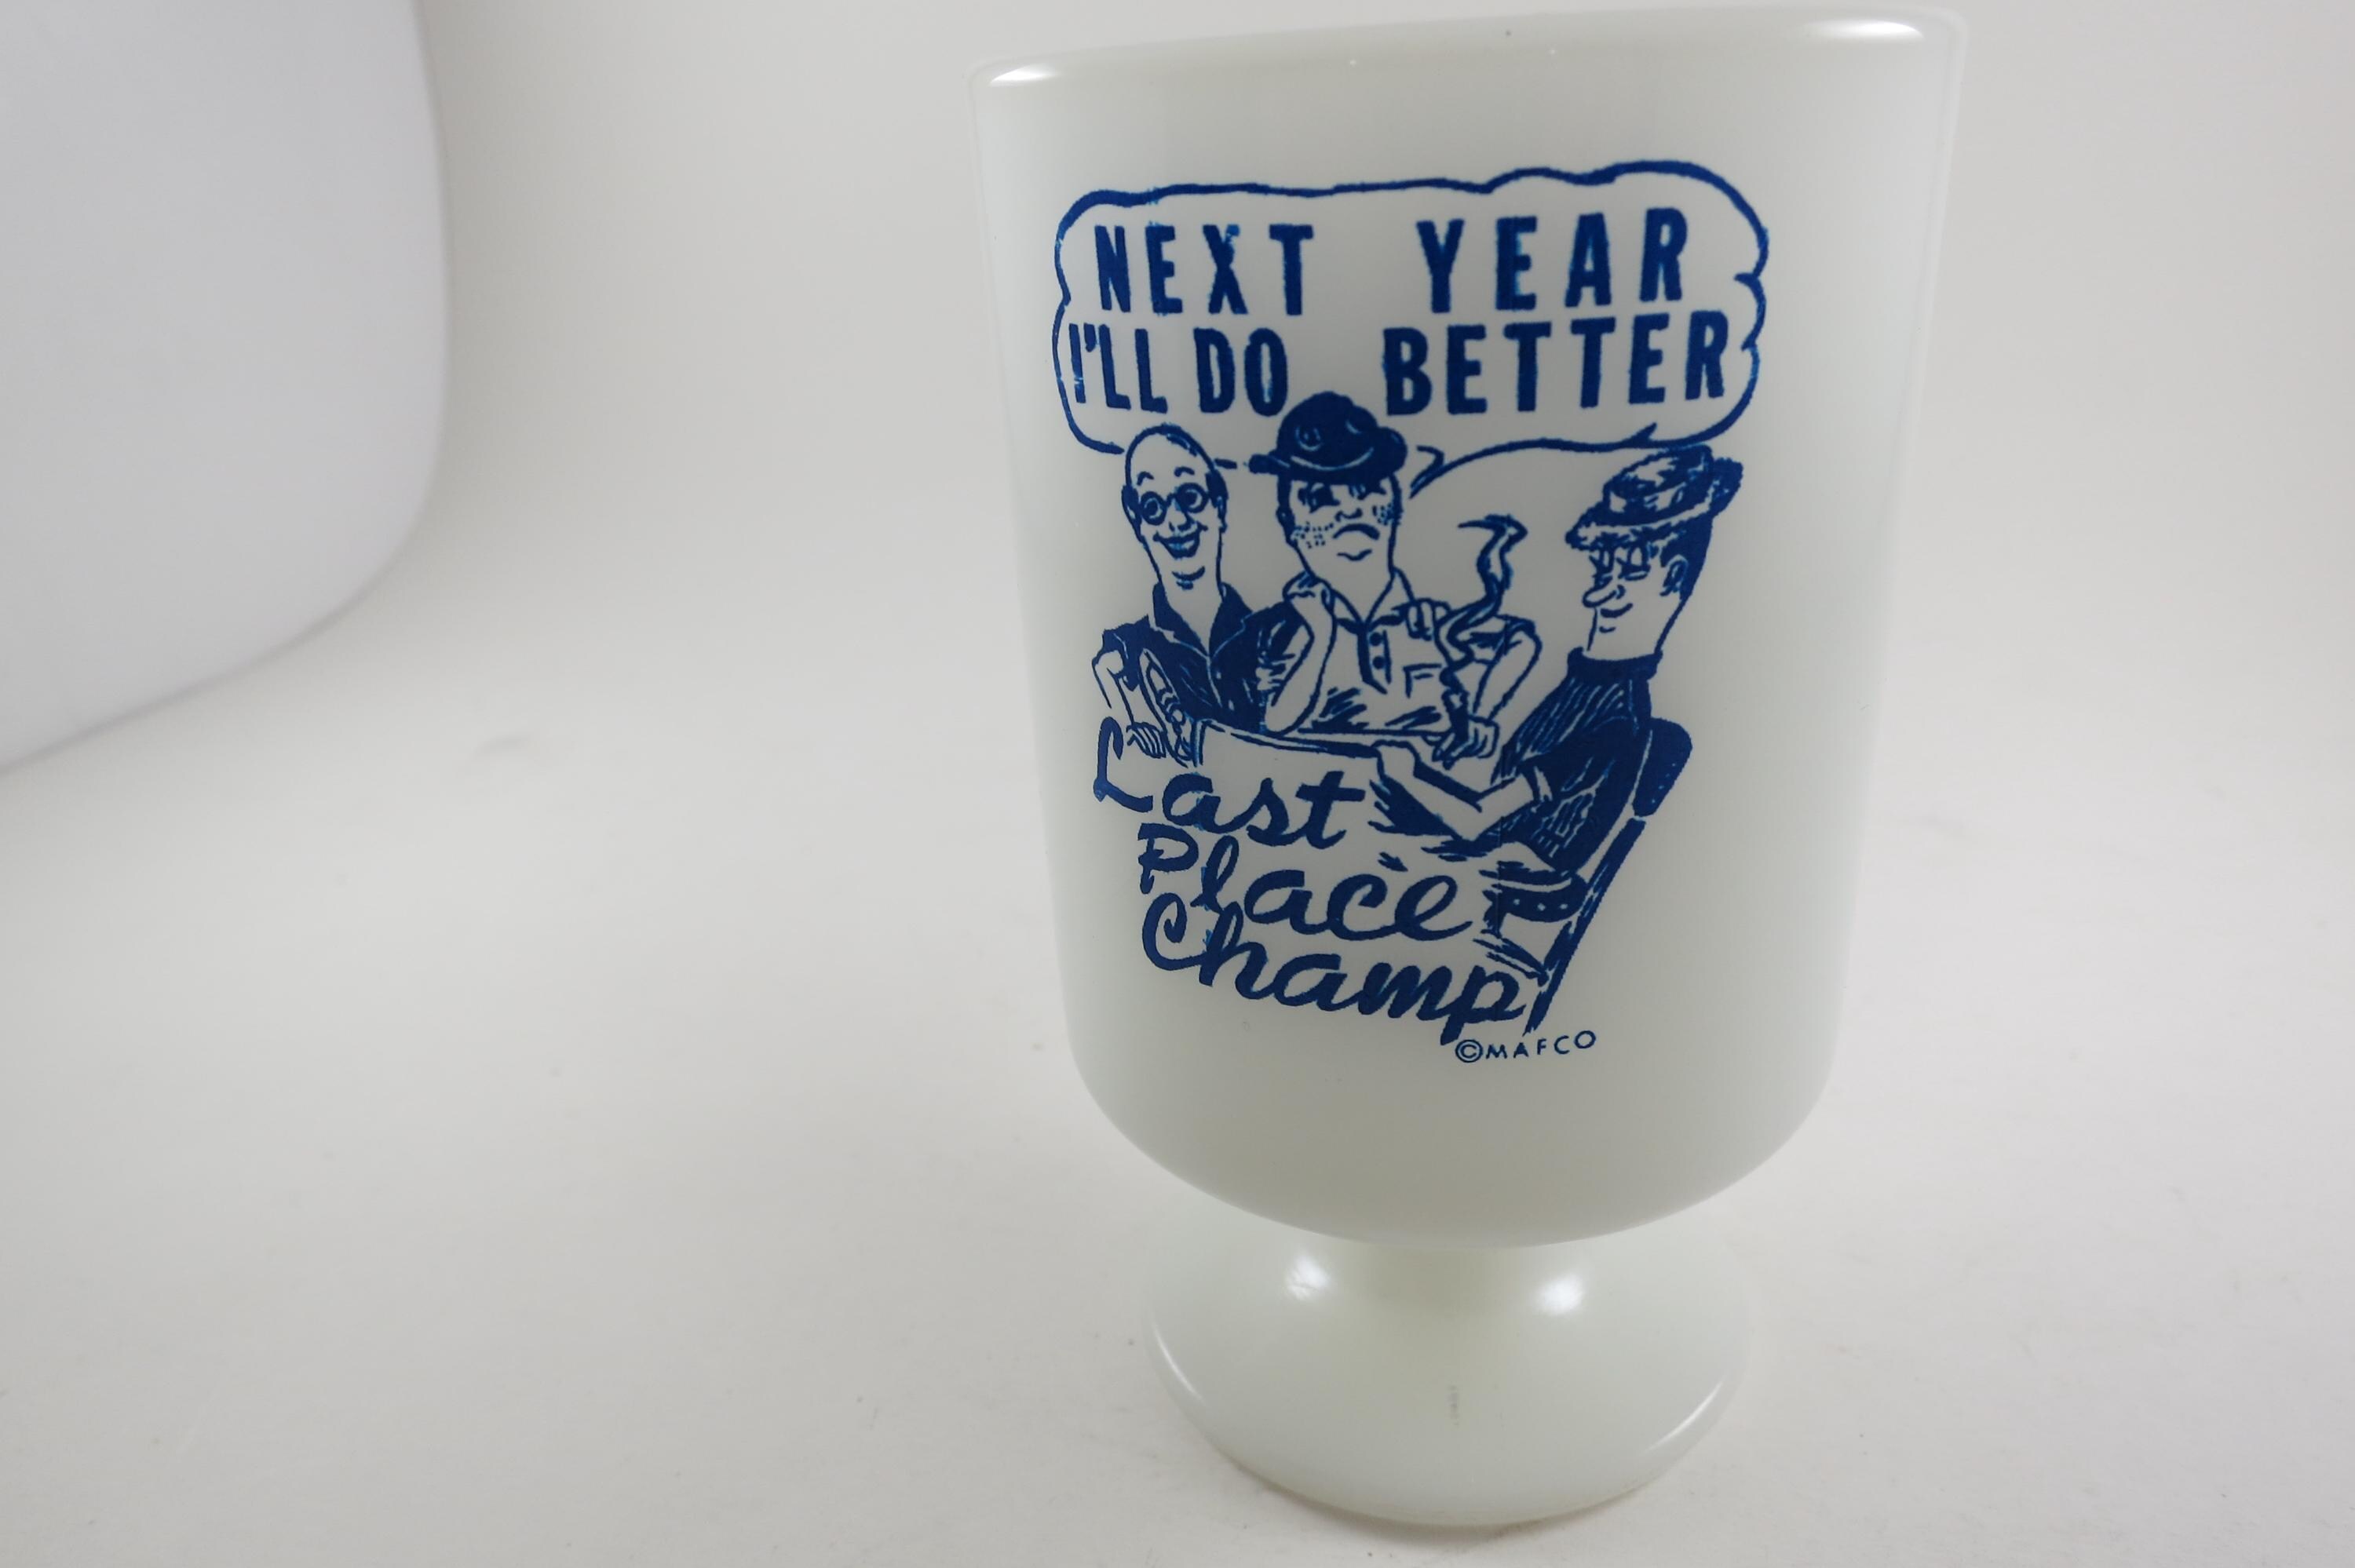 NEXT YEAR
I'LL DO BETTER
Last
Place
Champ
©MAFCO